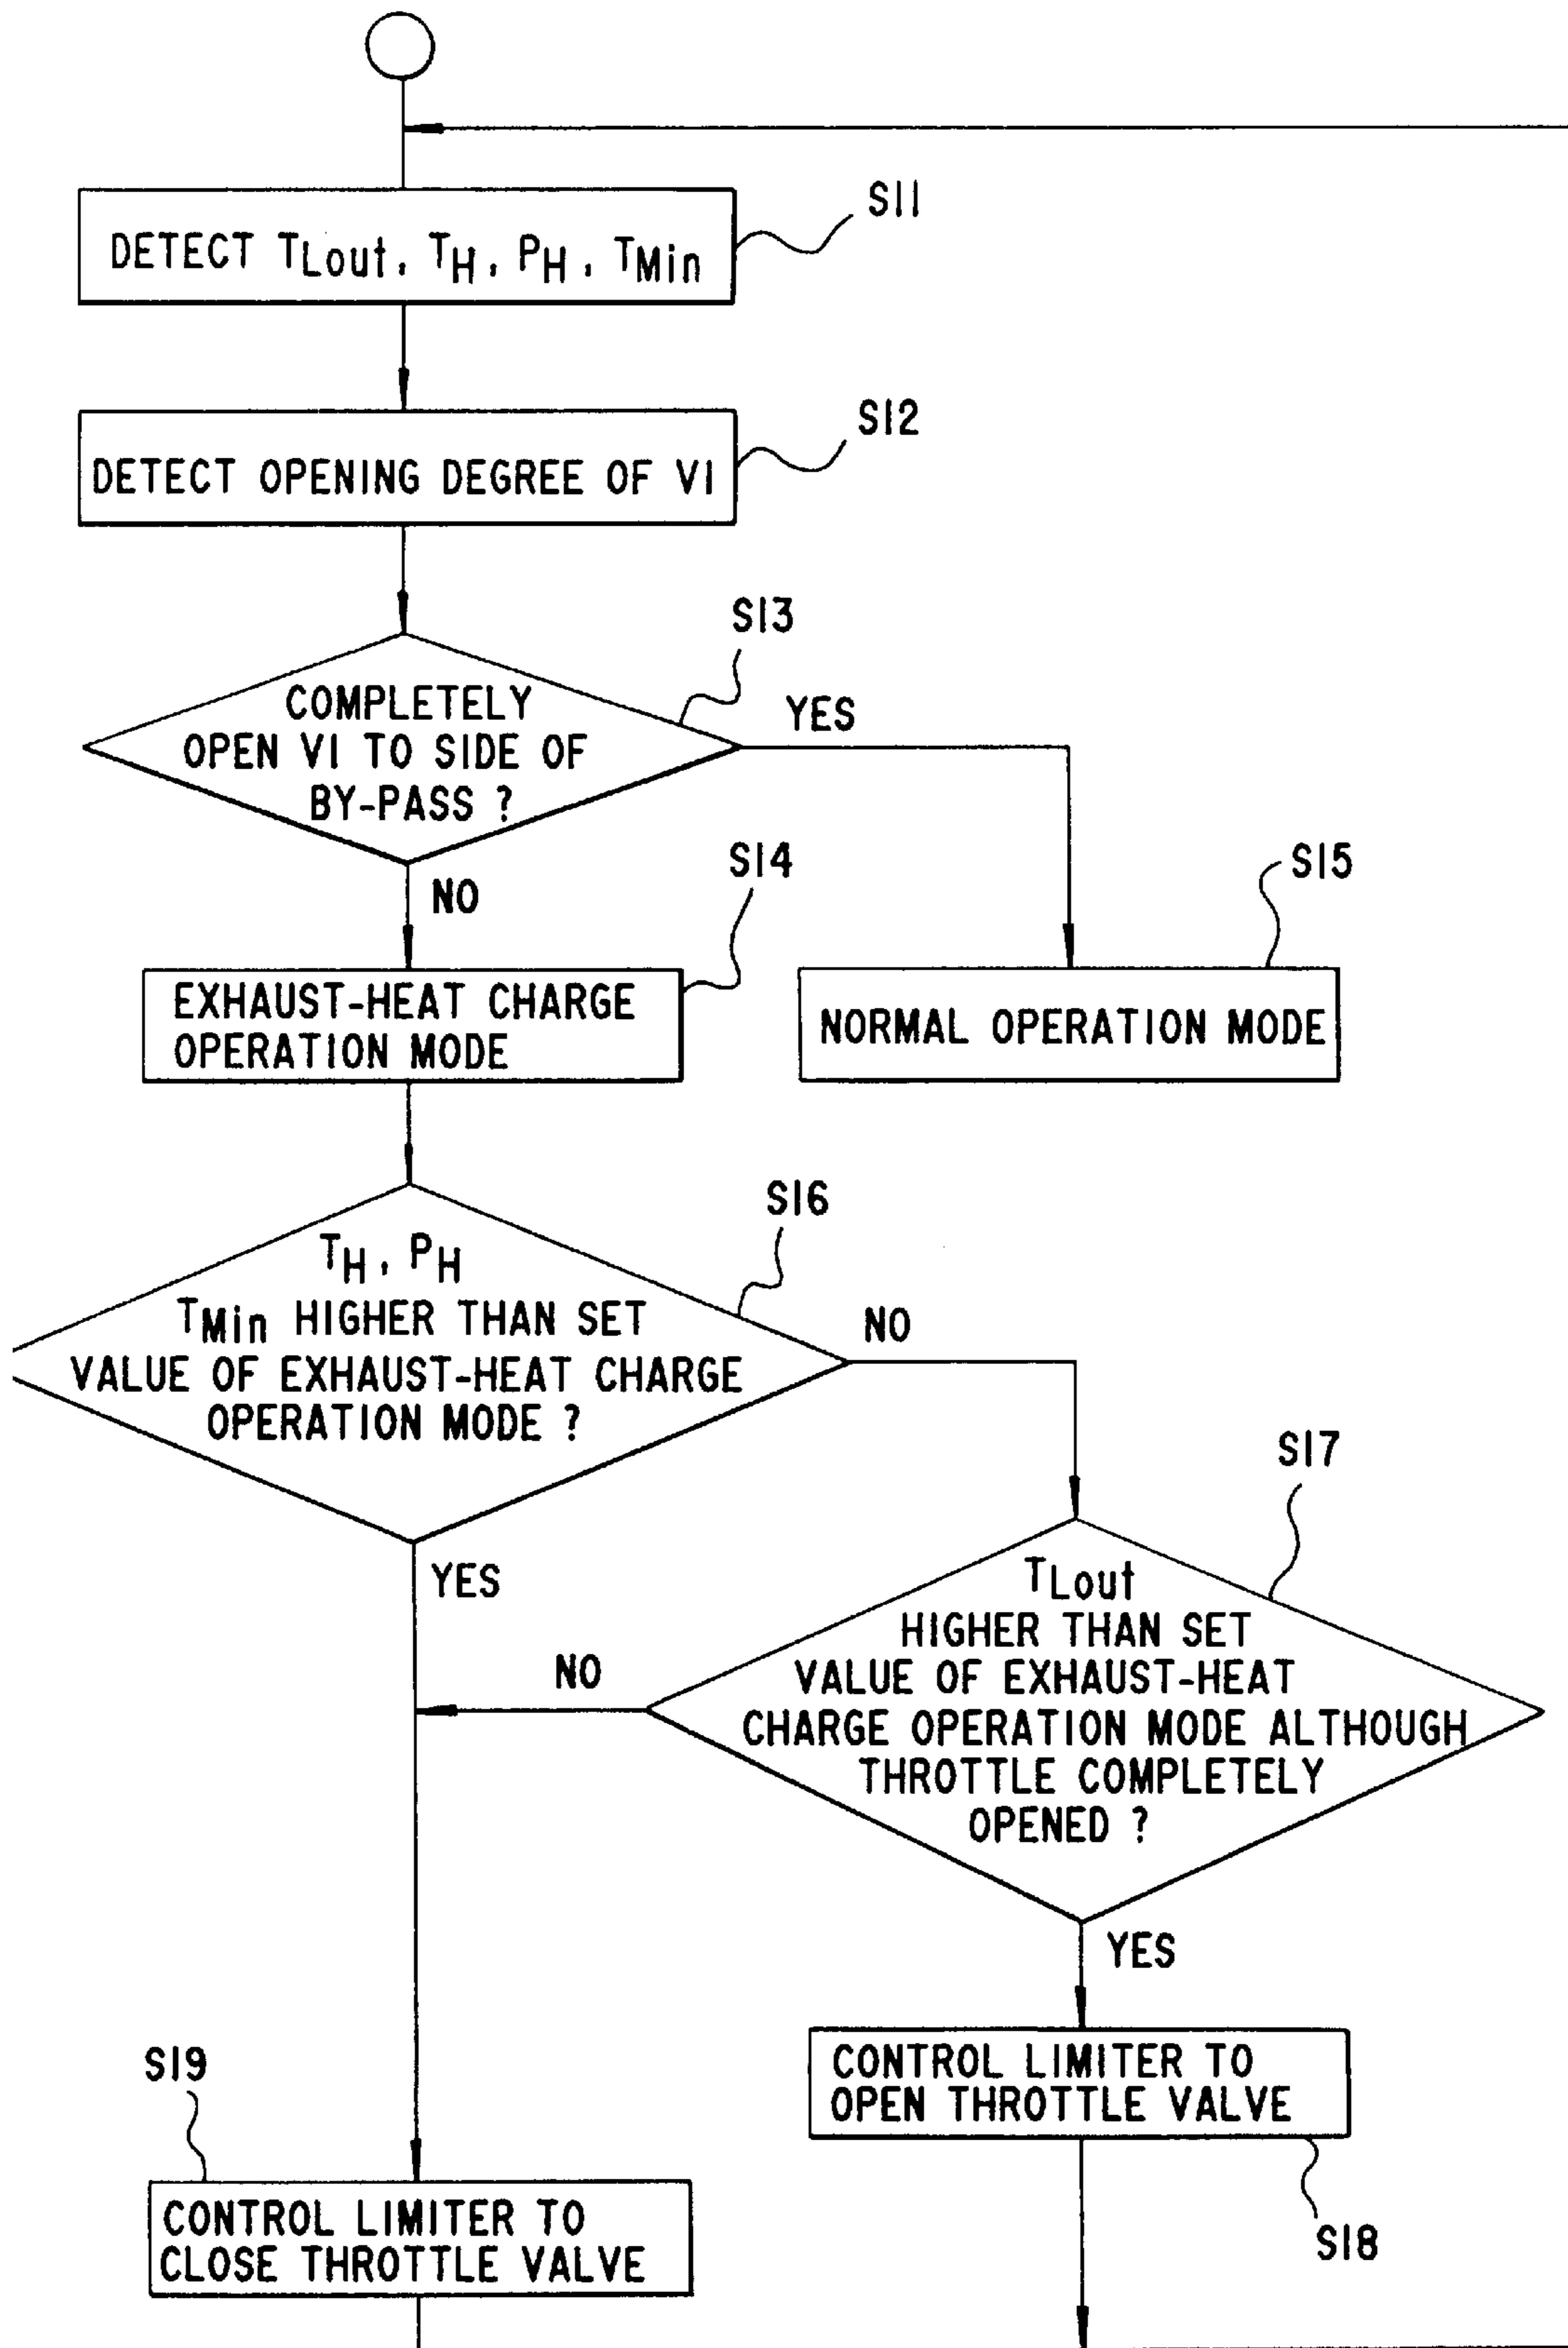 S11
DETECT TLout, TH, PH, TMin
S12
DETECT OPENING DEGREE OF V1
S13
COMPLETELY
OPEN V1 TO SIDE OF
BY-PASS ?
YES
NO
S14
EXHAUST-HEAT CHARGE
OPERATION MODE
S15
NORMAL OPERATION MODE
S16
TH, PH
TMin HIGHER THAN SET
VALUE OF EXHAUST-HEAT CHARGE
OPERATION MODE ?
NO
YES
S17
TLout
HIGHER THAN SET
VALUE OF EXHAUST-HEAT
CHARGE OPERATION MODE ALTHOUGH
THROTTLE COMPLETELY
OPENED ?
NO
YES
CONTROL LIMITER TO
OPEN THROTTLE VALVE
S18
S19
CONTROL LIMITER TO
CLOSE THROTTLE VALVE